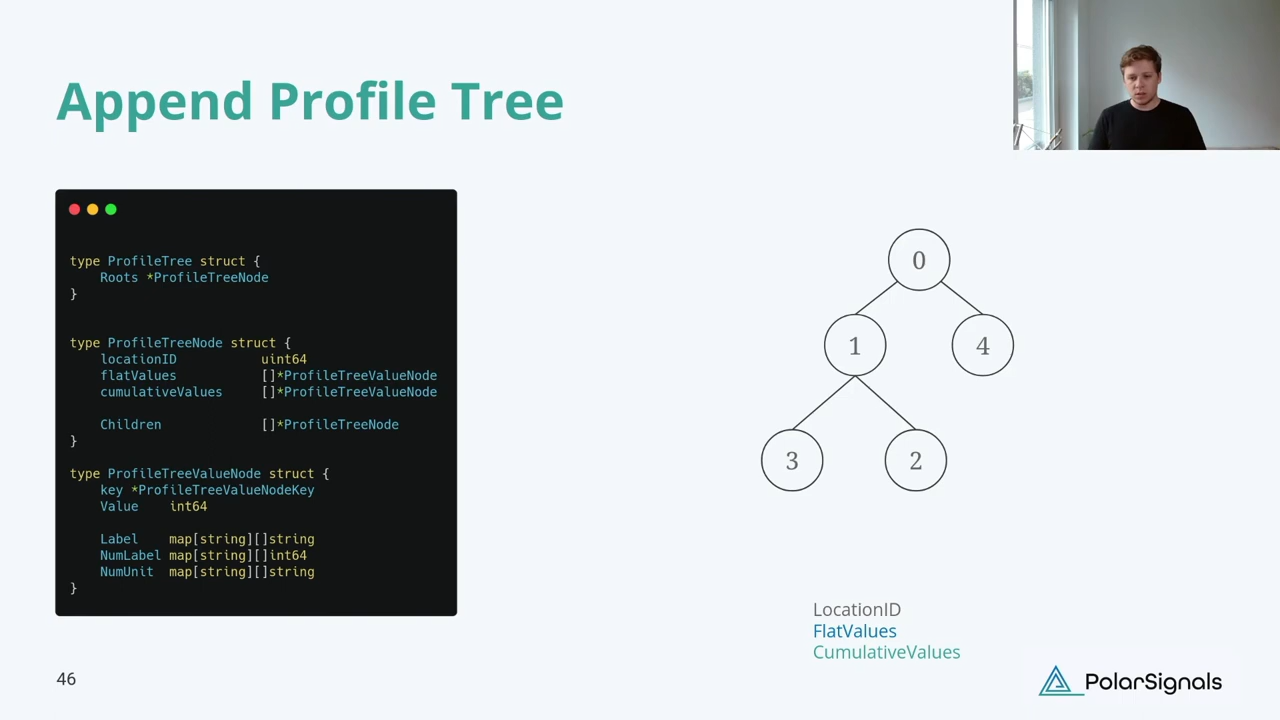 Append Profile Tree
type ProfileTree struct {
    Roots *ProfileTreeNode
}
type ProfileTreeNode struct {
    locationID           uint64
    flatValues           []*ProfileTreeValueNode
    cumulativeValues     []*ProfileTreeValueNode
    Children             []*ProfileTreeNode
}
type ProfileTreeValueNode struct {
    key *ProfileTreeValueNodeKey
    Value    int64
    Label    map[string][]string
    NumLabel map[string][]int64
    NumUnit  map[string][]string
}
0
1
4
3
2
LocationID
FlatValues
CumulativeValues
46
PolarSignals